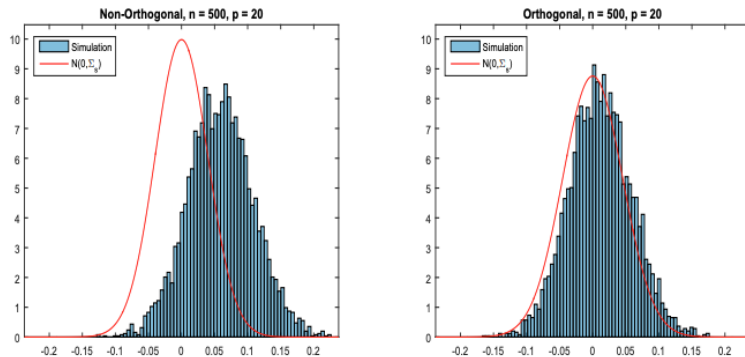 Non-Orthogonal, n = 500, p = 20
10
9
8
7
6
5
4
3
2
1
0
Simulation
N(0,Σs)
-0.2 -0.15 -0.1 -0.05 0 0.05 0.1 0.15 0.2
Orthogonal, n = 500, p = 20
10
9
8
7
6
5
4
3
2
1
0
Simulation
N(0,Σs)
-0.2 -0.15 -0.1 -0.05 0 0.05 0.1 0.15 0.2